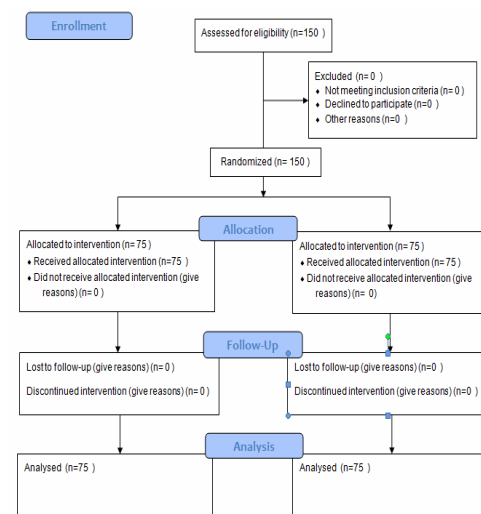 Enrollment
Assessed for eligibility (n=150 )
Excluded (n= 0 )
♦ Not meeting inclusion criteria (n= 0 )
♦ Declined to participate (n=0 )
♦ Other reasons (n=0 )
Randomized (n= 150 )
Allocation
Allocated to intervention (n= 75 )
♦ Received allocated intervention (n=75 )
♦ Did not receive allocated intervention (give
reasons) (n= 0 )
Allocated to intervention (n= 75 )
♦ Received allocated intervention (n= 75 )
♦ Did not receive allocated intervention (give
reasons) (n= 0)
Follow-Up
Lost to follow-up (give reasons) (n= 0 )
Discontinued intervention (give reasons) (n= 0 )
Lost to follow-up (give reasons) (n=0 )
Discontinued intervention (give reasons) (n=0 )
Analysis
Analysed (n=75 )
Analysed (n=75 )